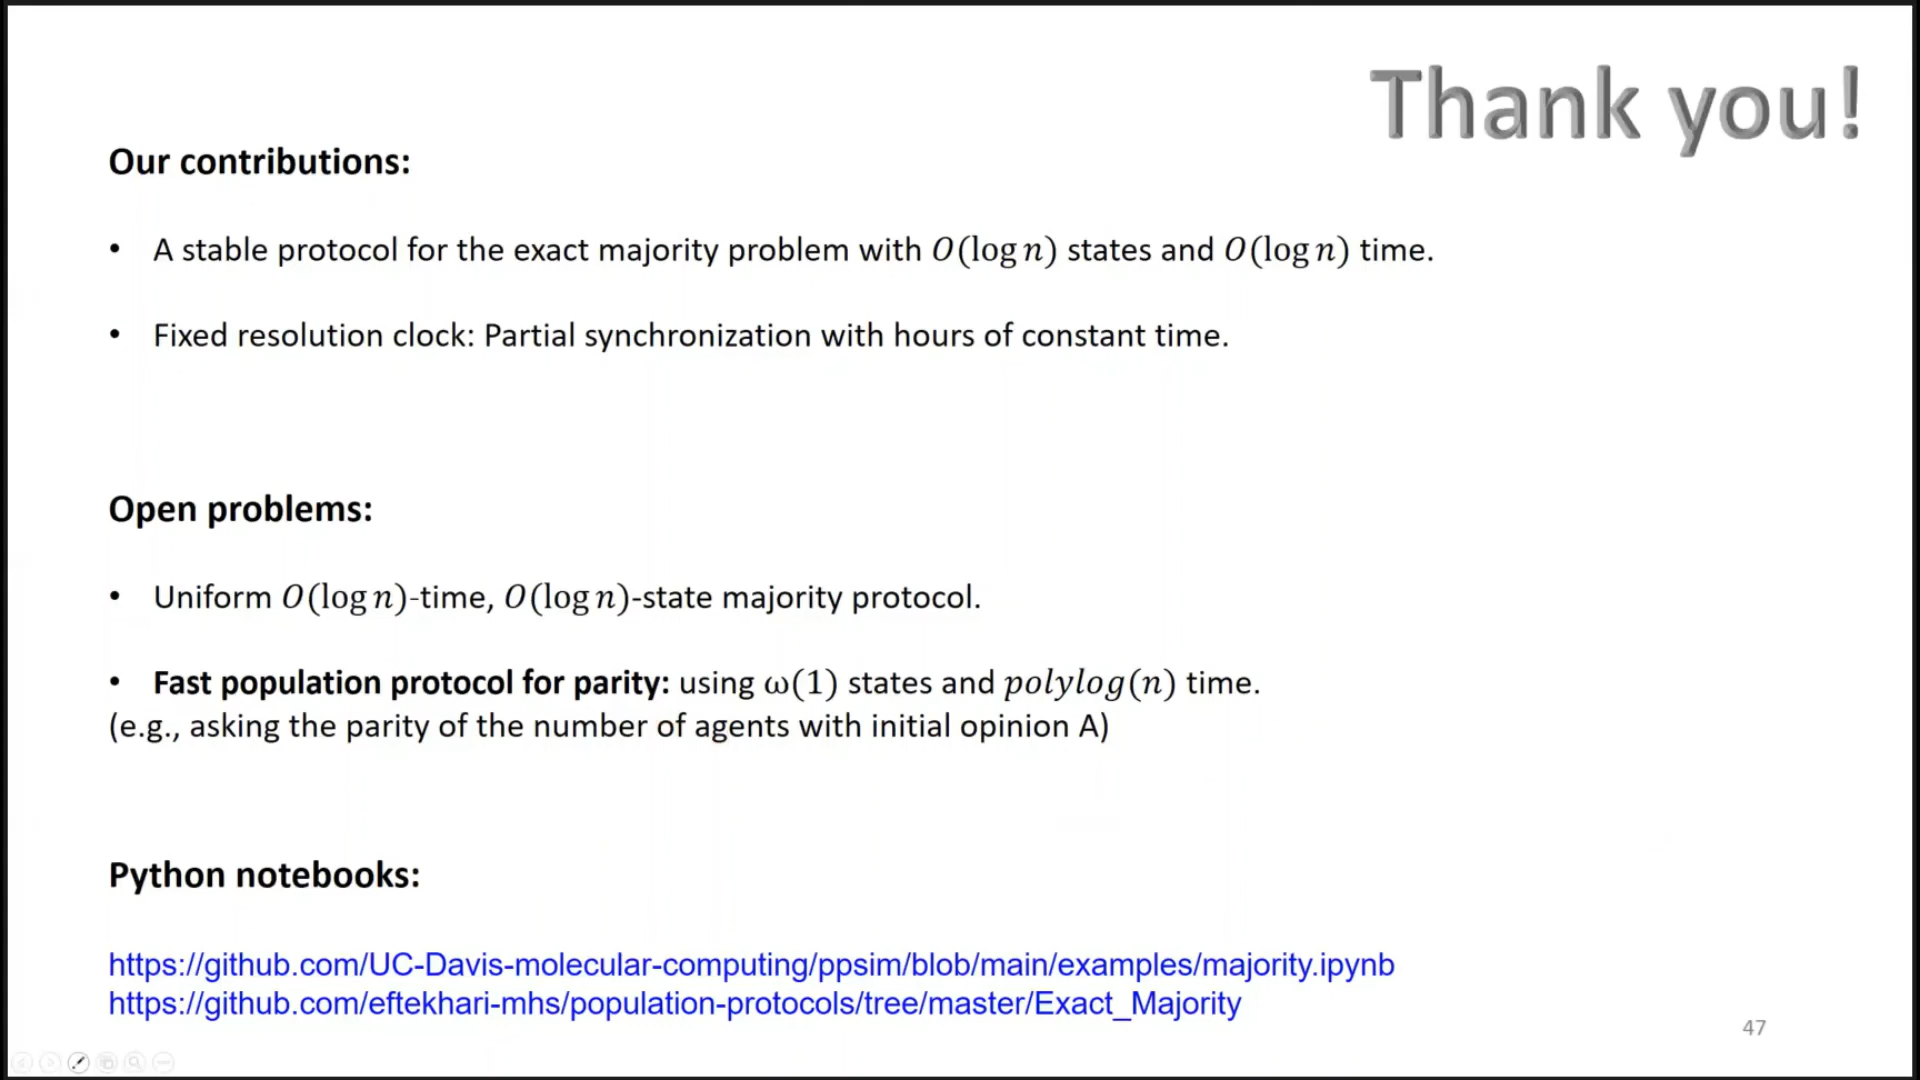 Thank you!
Our contributions:
• A stable protocol for the exact majority problem with O(log n) states and O(log n) time.
• Fixed resolution clock: Partial synchronization with hours of constant time.
Open problems:
• Uniform O(log n)-time, O(log n)-state majority protocol.
• Fast population protocol for parity: using ω(1) states and polylog(n) time.
(e.g., asking the parity of the number of agents with initial opinion A)
Python notebooks:
https://github.com/UC-Davis-molecular-computing/ppsim/blob/main/examples/majority.ipynb
https://github.com/eftekhari-mhs/population-protocols/tree/master/Exact_Majority
47